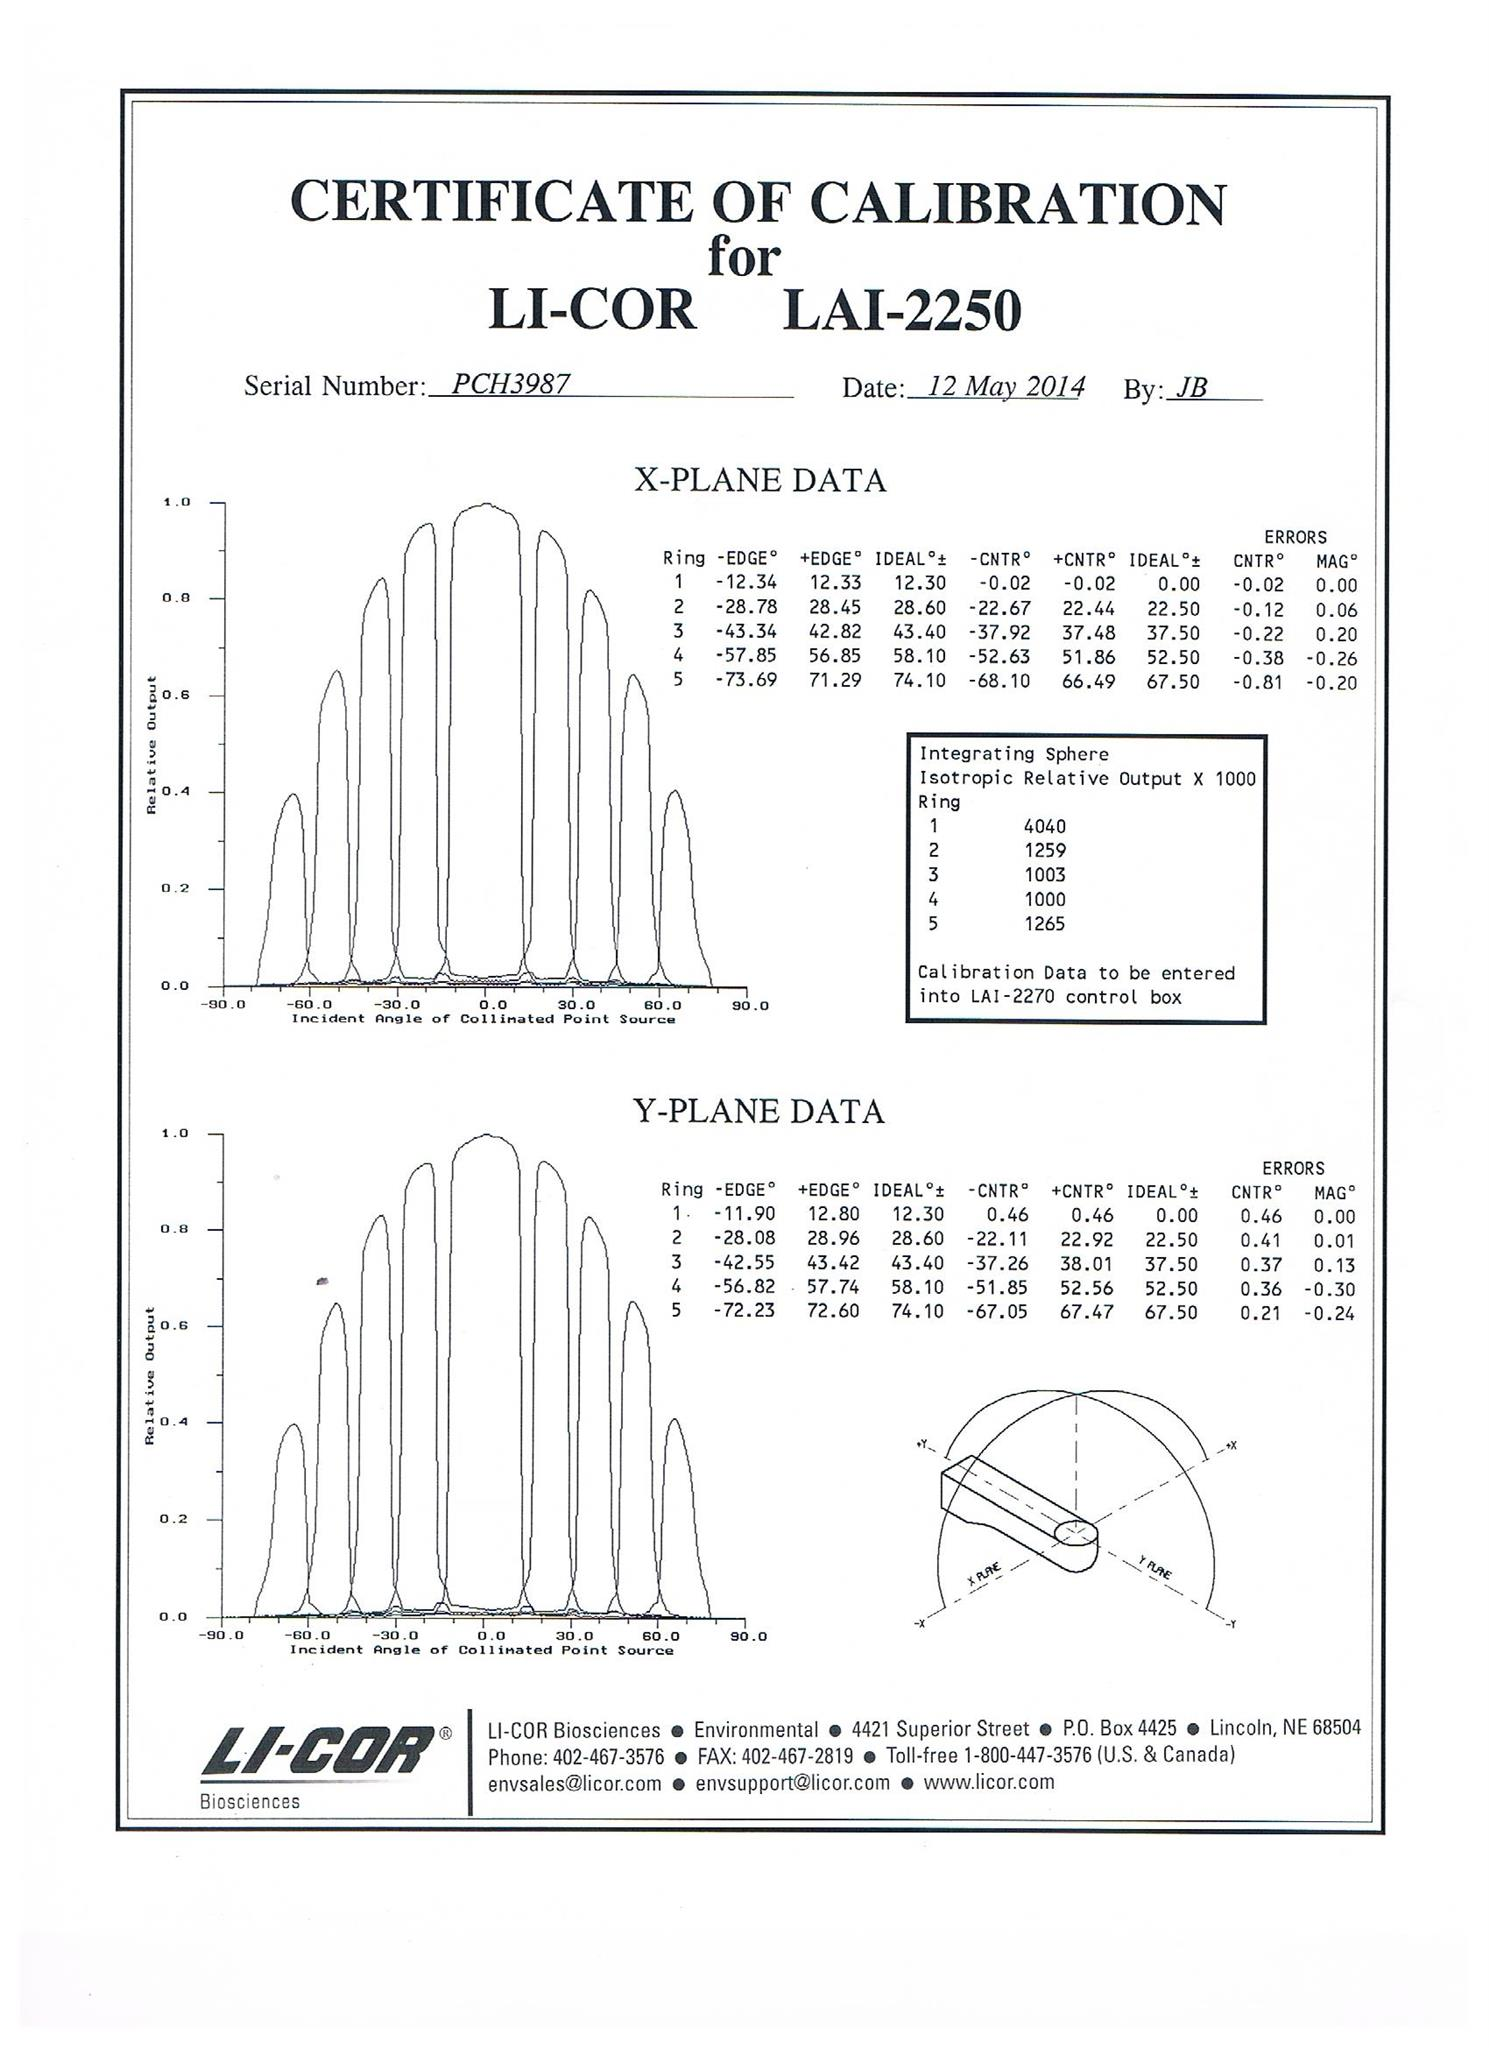 CERTIFICATE OF CALIBRATION
for
LI-COR LAI-2250
Serial Number: PCH3987 Date: 12 May 2014 By: JB
X-PLANE DATA
1.0
0.8
0.6
0.4
0.2
0.0
Relative Output
-90.0 -60.0 -30.0 0.0 30.0 60.0 90.0
Incident Angle of Collimated Point Source
ERRORS
Ring -EDGE° +EDGE° IDEAL°± -CNTR° +CNTR° IDEAL°± CNTR° MAG°
1 -12.34 12.33 12.30 -0.02 -0.02 0.00 -0.02 0.00
2 -28.78 28.45 28.60 -22.67 22.44 22.50 -0.12 0.06
3 -43.34 42.82 43.40 -37.92 37.48 37.50 -0.22 0.20
4 -57.85 56.85 58.10 -52.63 51.86 52.50 -0.38 -0.26
5 -73.69 71.29 74.10 -68.10 66.49 67.50 -0.81 -0.20
Integrating Sphere
Isotropic Relative Output X 1000
Ring
1 4040
2 1259
3 1003
4 1000
5 1265
Calibration Data to be entered
into LAI-2270 control box
Y-PLANE DATA
1.0
0.8
0.6
0.4
0.2
0.0
Relative Output
-90.0 -60.0 -30.0 0.0 30.0 60.0 90.0
Incident Angle of Collimated Point Source
ERRORS
Ring -EDGE° +EDGE° IDEAL°± -CNTR° +CNTR° IDEAL°± CNTR° MAG°
1 -11.90 12.80 12.30 0.46 0.46 0.00 0.46 0.00
2 -28.08 28.96 28.60 -22.11 22.92 22.50 0.41 0.01
3 -42.55 43.42 43.40 -37.26 38.01 37.50 0.37 0.13
4 -56.82 57.74 58.10 -51.85 52.56 52.50 0.36 -0.30
5 -72.23 72.60 74.10 -67.05 67.47 67.50 0.21 -0.24
+Y +X
X PLANE Y PLANE
-X -Y
LI-COR®
Biosciences
LI-COR Biosciences ● Environmental ● 4421 Superior Street ● P.O. Box 4425 ● Lincoln, NE 68504
Phone: 402-467-3576 ● FAX: 402-467-2819 ● Toll-free 1-800-447-3576 (U.S. & Canada)
envsales@licor.com ● envsupport@licor.com ● www.licor.com